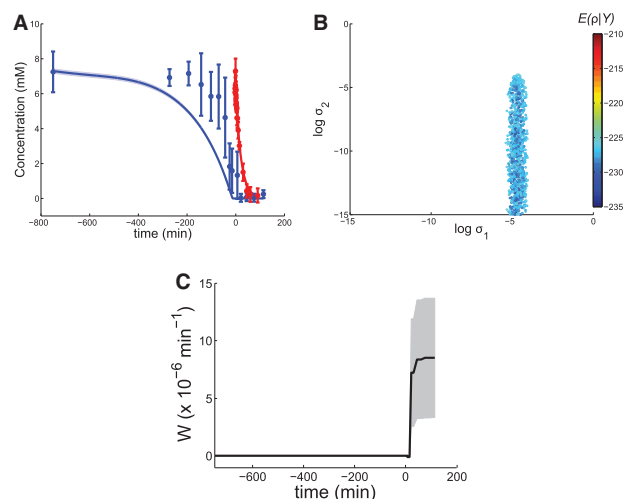 A
10
8
6
4
2
0
Concentration (mM)
−800 −600 −400 −200 0 200
time (min)
B
0
−5
−10
−15
log σ2
−15 −10 −5 0
log σ1
E(ρ|Y)
−210
−215
−220
−225
−230
−235
C
15
10
5
0
W (x 10−6 min−1)
−600 −400 −200 0 200
time (min)